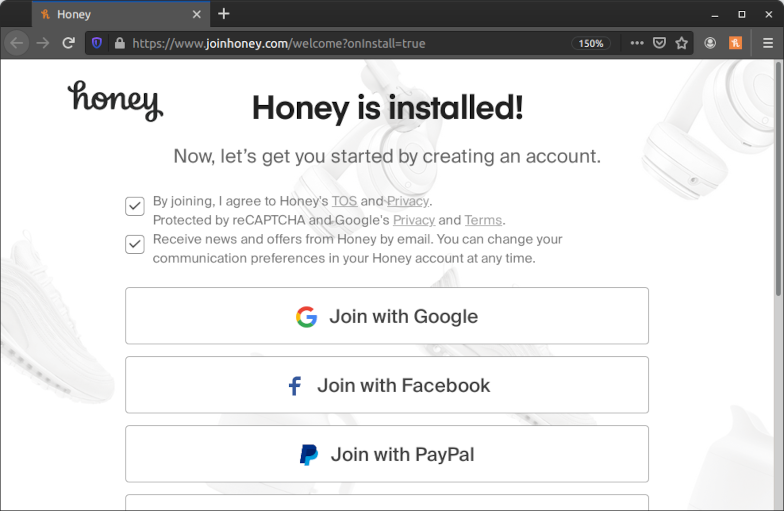 Honey
https://www.joinhoney.com/welcome?onInstall=true
150%
honey
Honey is installed!
Now, let's get you started by creating an account.
By joining, I agree to Honey's TOS and Privacy.
Protected by reCAPTCHA and Google's Privacy and Terms.
Receive news and offers from Honey by email. You can change your
communication preferences in your Honey account at any time.
Join with Google
Join with Facebook
Join with PayPal